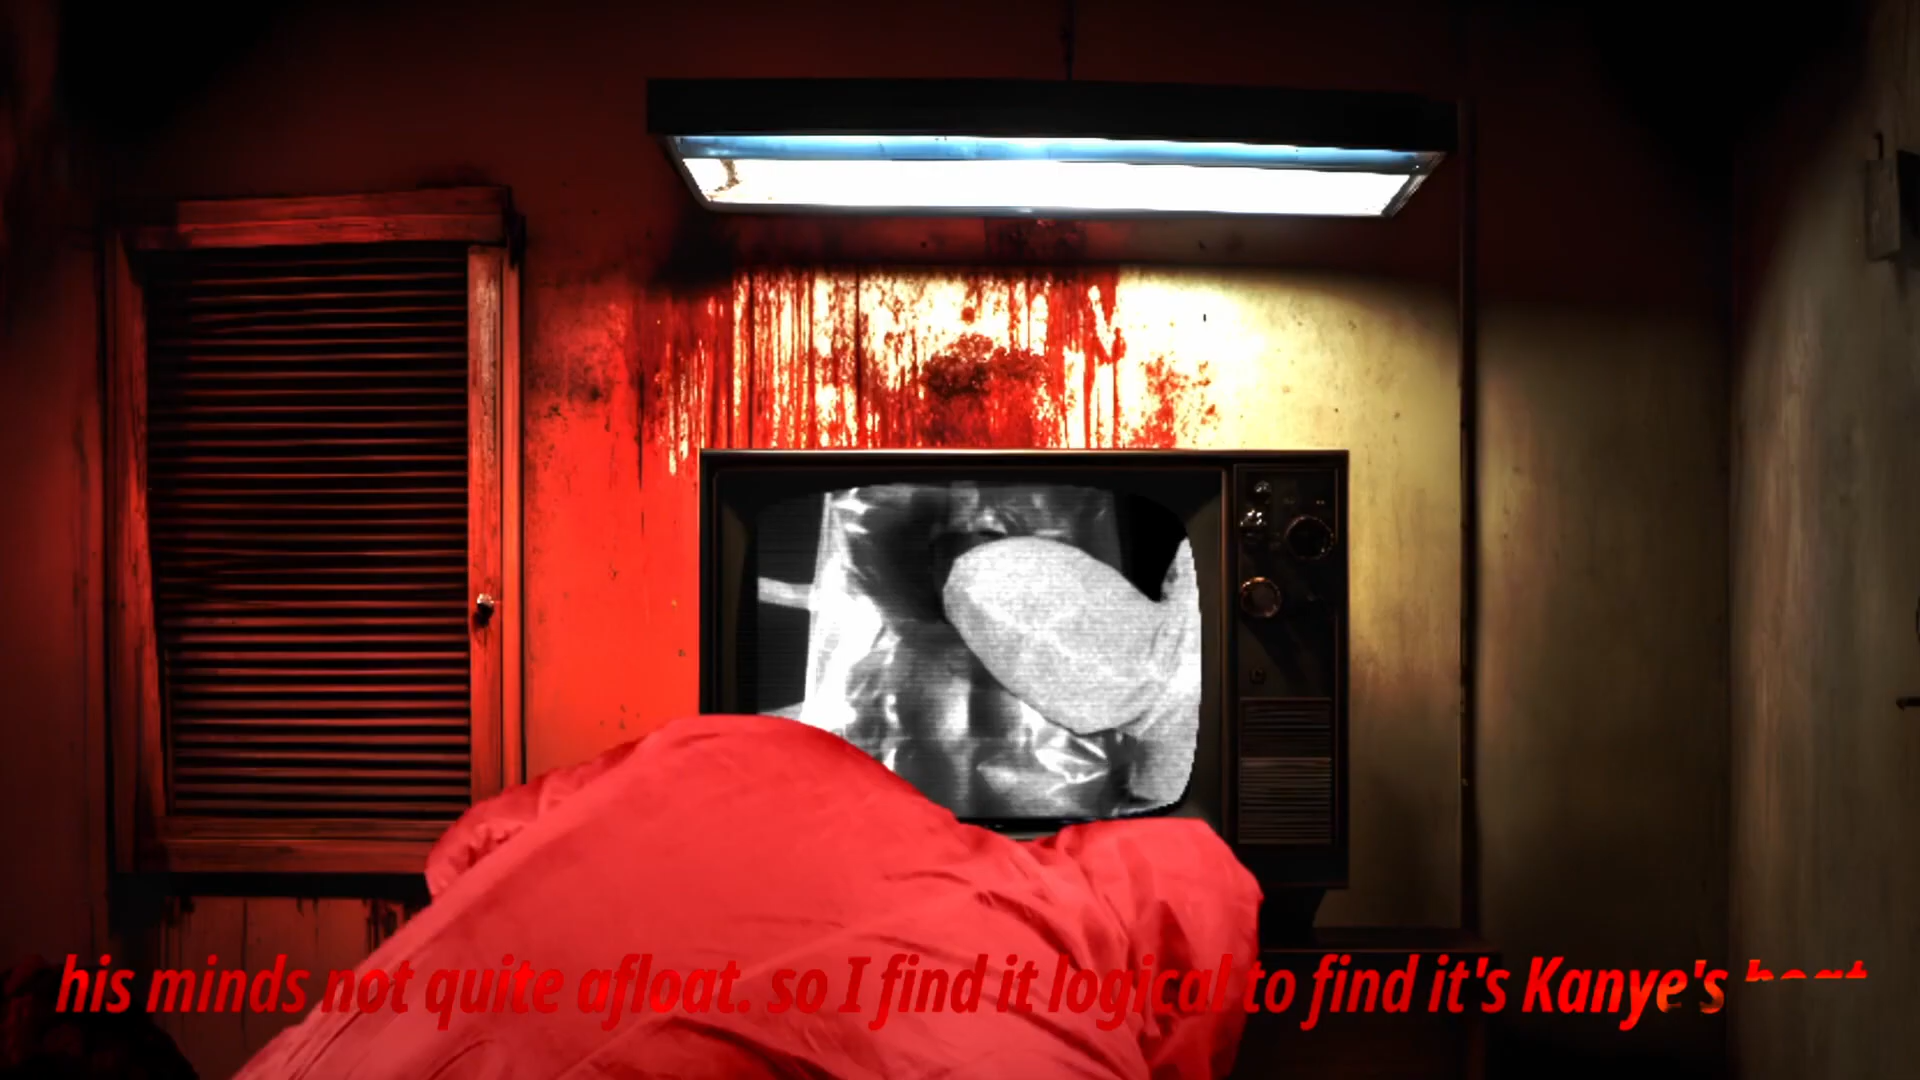 his minds not quite afloat. so I find it logical to find it's Kanye's